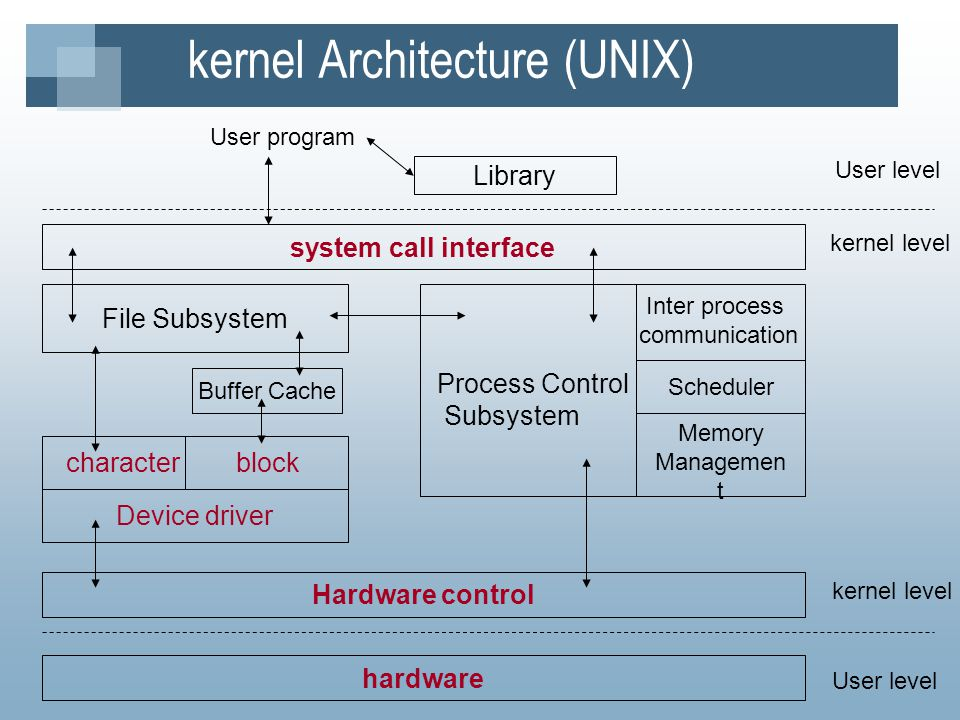 kernel Architecture (UNIX)
User program
Library
User level
system call interface
kernel level
File Subsystem
Inter process
communication
Buffer Cache
Process Control
Subsystem
Scheduler
Memory
Managemen
t
character
block
Device driver
Hardware control
kernel level
hardware
User level